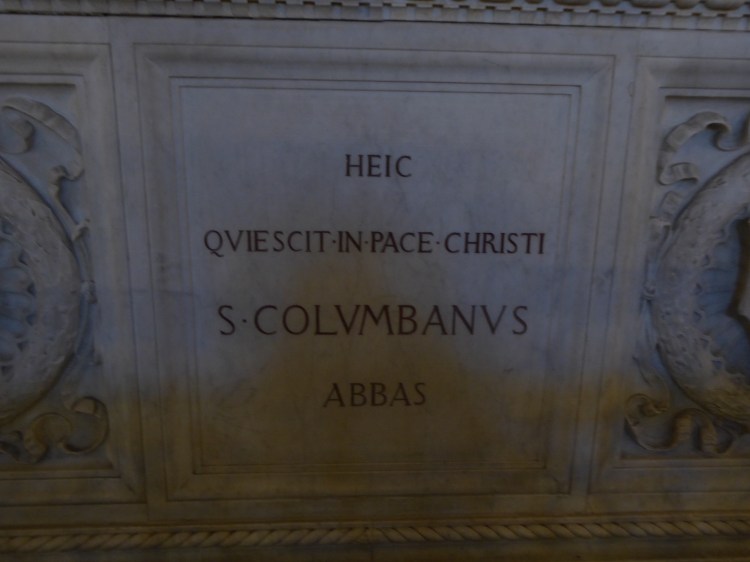 HEIC
QVIESCIT·IN·PACE·CHRISTI
S·COLVMBANVS
ABBAS